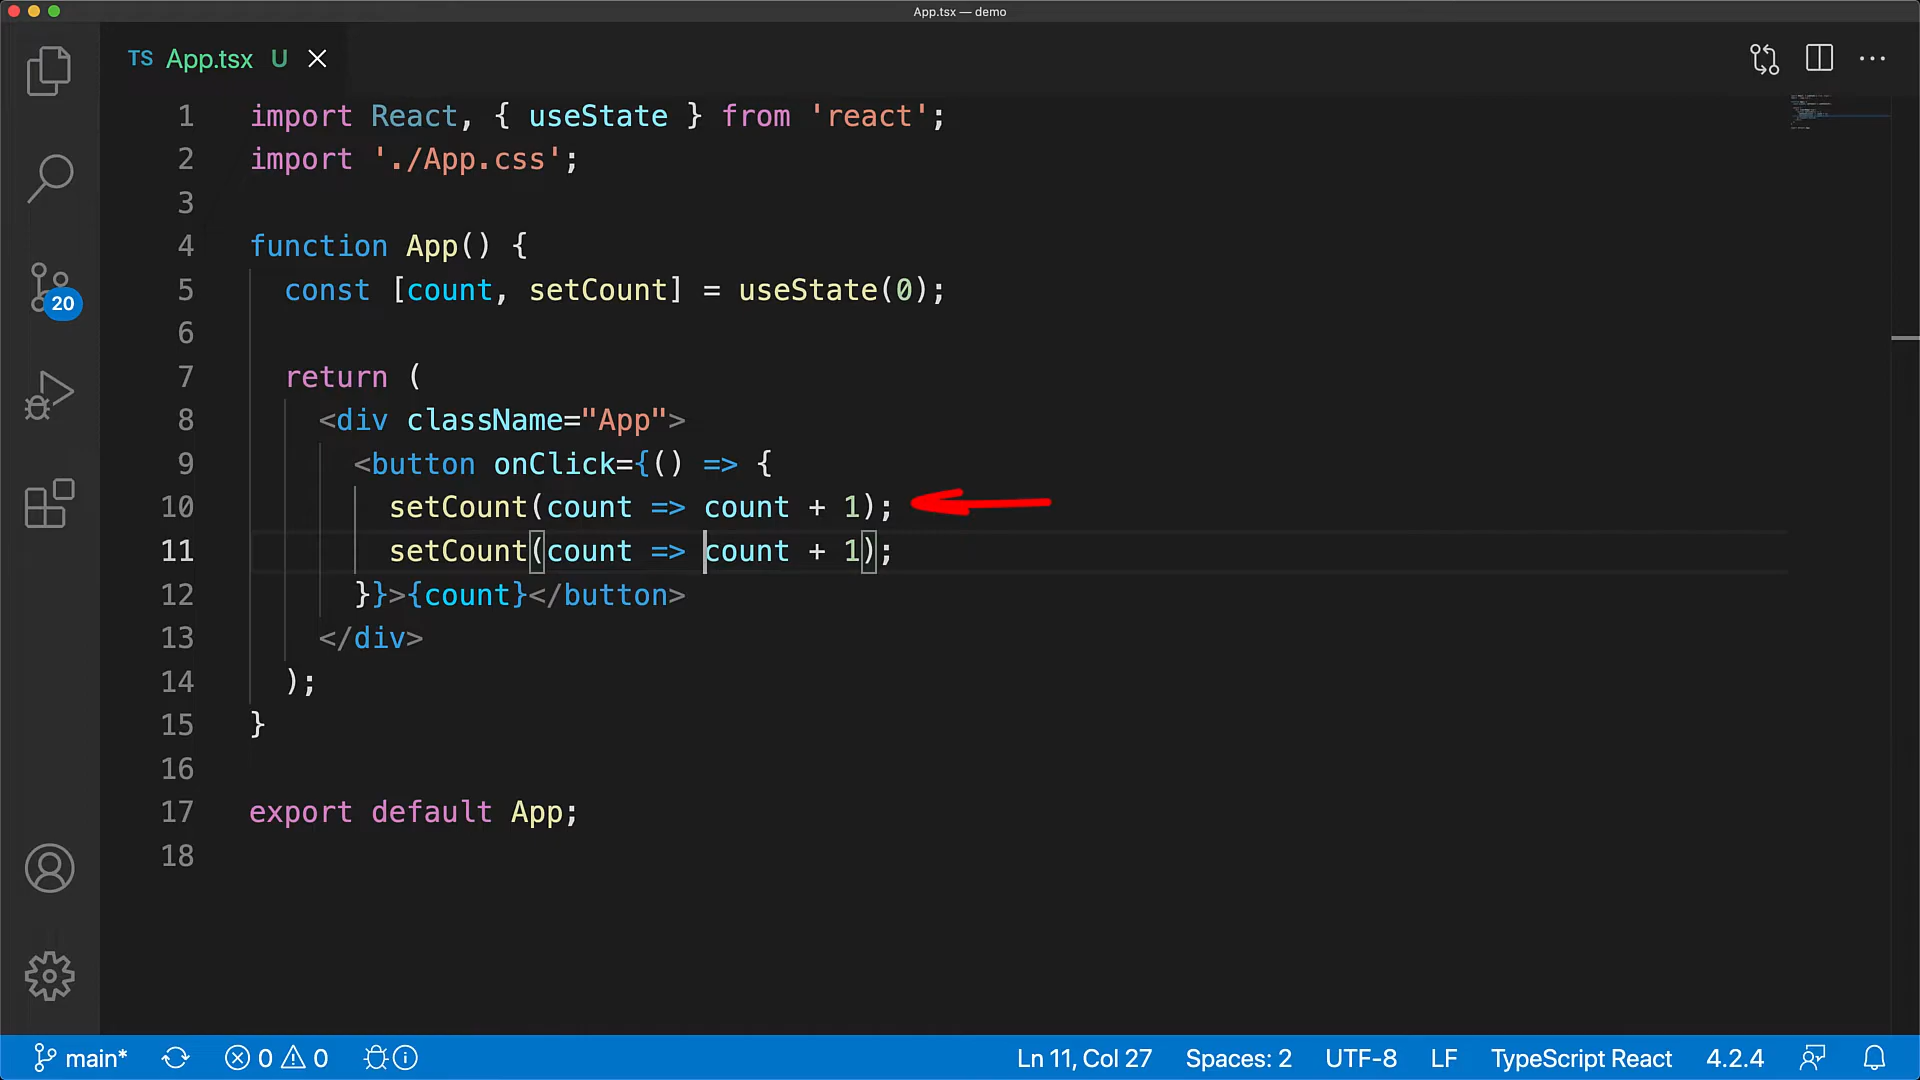 App.tsx — demo
TS App.tsx U
1 import React, { useState } from 'react';
2 import './App.css';
3
4 function App() {
5 const [count, setCount] = useState(0);
6
7 return (
8 <div className="App">
9 <button onClick={() => {
10 setCount(count => count + 1);
11 setCount(count => count + 1);
12 }}>{count}</button>
13 </div>
14 );
15 }
16
17 export default App;
18
20
main* 0 0 Ln 11, Col 27 Spaces: 2 UTF-8 LF TypeScript React 4.2.4